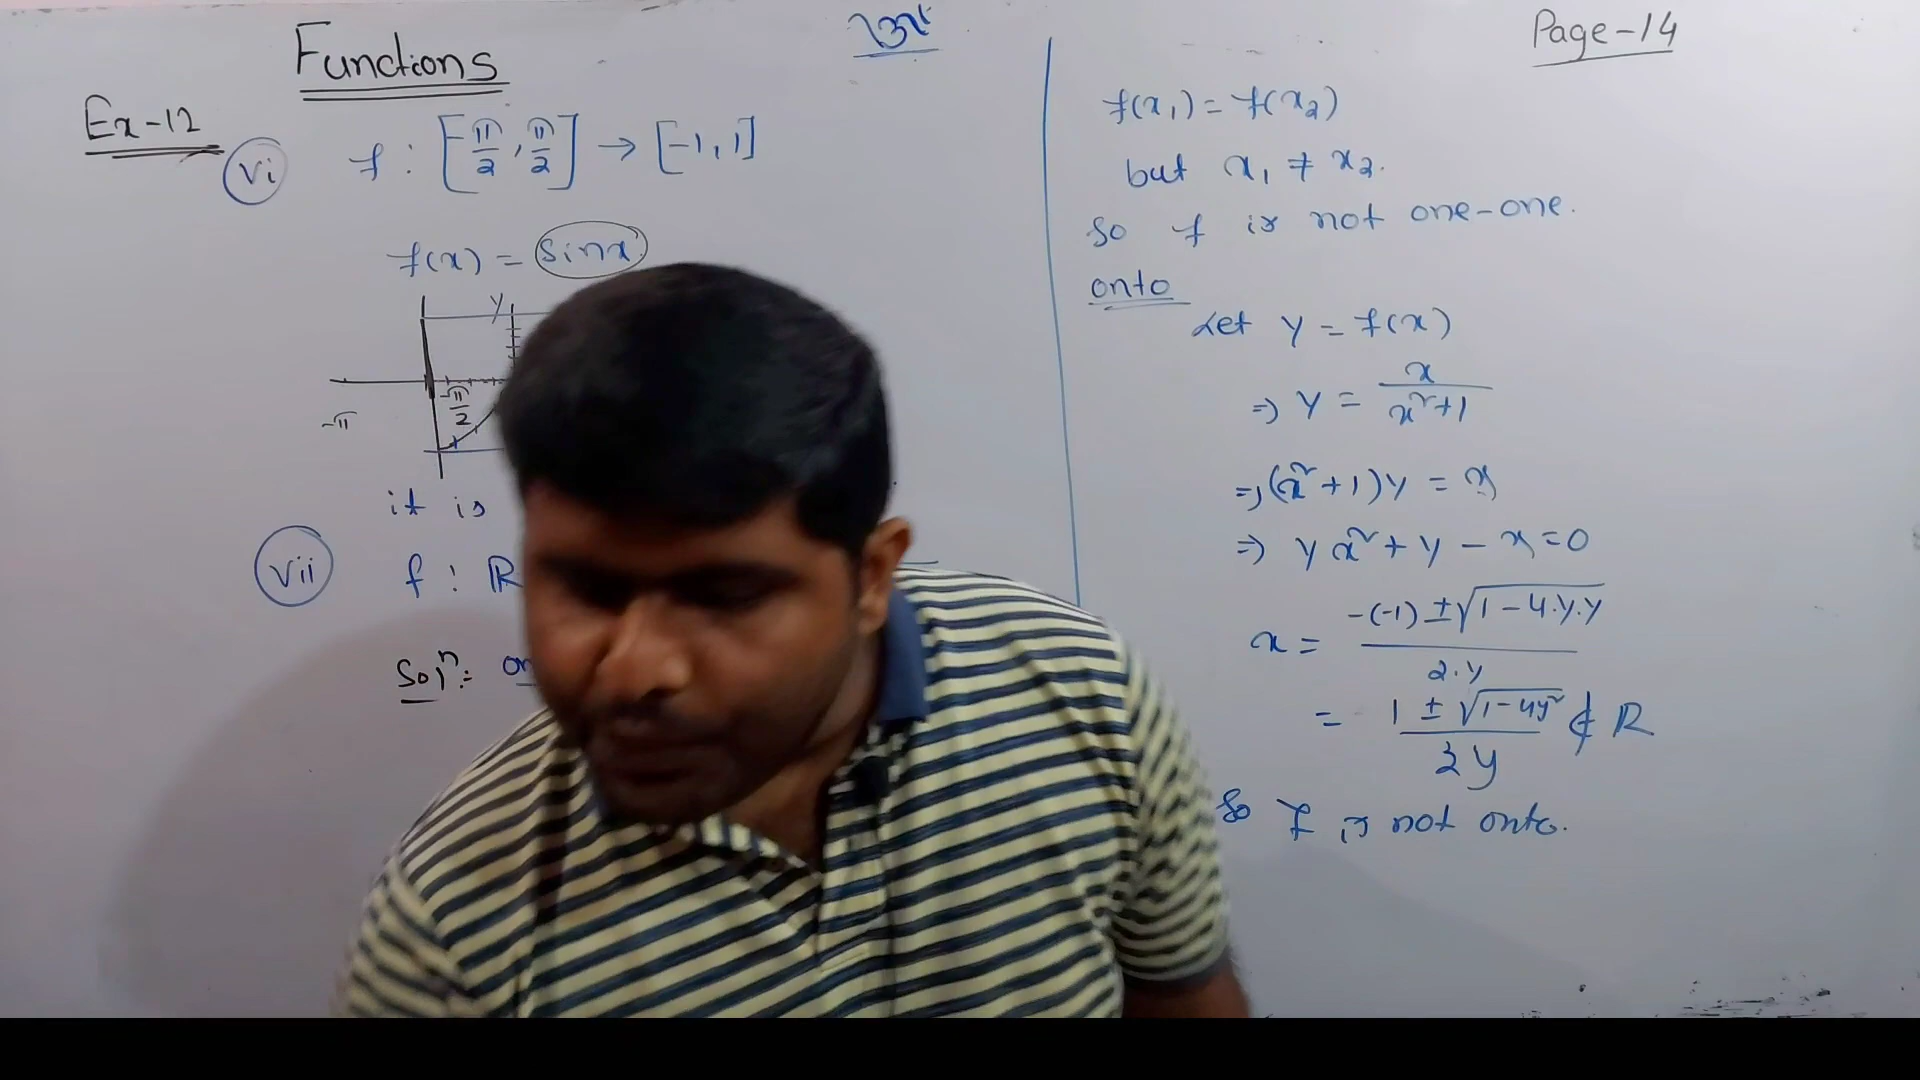 Functions
Page-14
Ex-12
vi f : [-π/2, π/2] → [-1, 1]
f(x) = sinx
y
-π/2
-π
it is
vii f : R
Solⁿ:-
f(x₁) = f(x₂)
but x₁ ≠ x₂.
So f is not one-one.
onto
Let y = f(x)
⇒ y = x/(x²+1)
⇒ (x²+1)y = x
⇒ yx² + y - x = 0
x = (-(-1) ± √(1-4.y.y))/(2.y)
= (1 ± √(1-4y²))/(2y) ∉ R
So f is not onto.